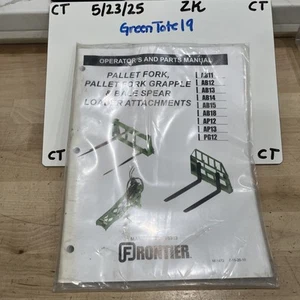 CT 5/23/25 ZK CT
Green Tote 19
OPERATOR'S AND PARTS MANUAL
PALLET FORK,
PALLET FORK GRAPPLE
& BALE SPEAR
LOADER ATTACHMENTS
AB11
AB12
AB13
AB14
AB15
AB18
AP12
AP13
PG12
FRONTIER
CT
CT